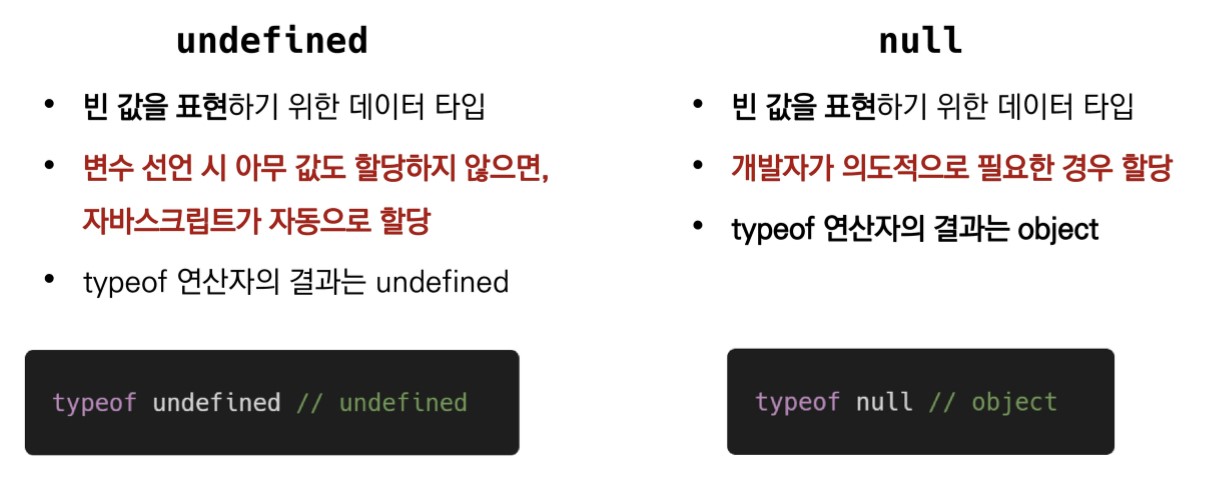 undefined
• 빈 값을 표현하기 위한 데이터 타입
• 변수 선언 시 아무 값도 할당하지 않으면,
자바스크립트가 자동으로 할당
• typeof 연산자의 결과는 undefined
typeof undefined // undefined
null
• 빈 값을 표현하기 위한 데이터 타입
• 개발자가 의도적으로 필요한 경우 할당
• typeof 연산자의 결과는 object
typeof null // object